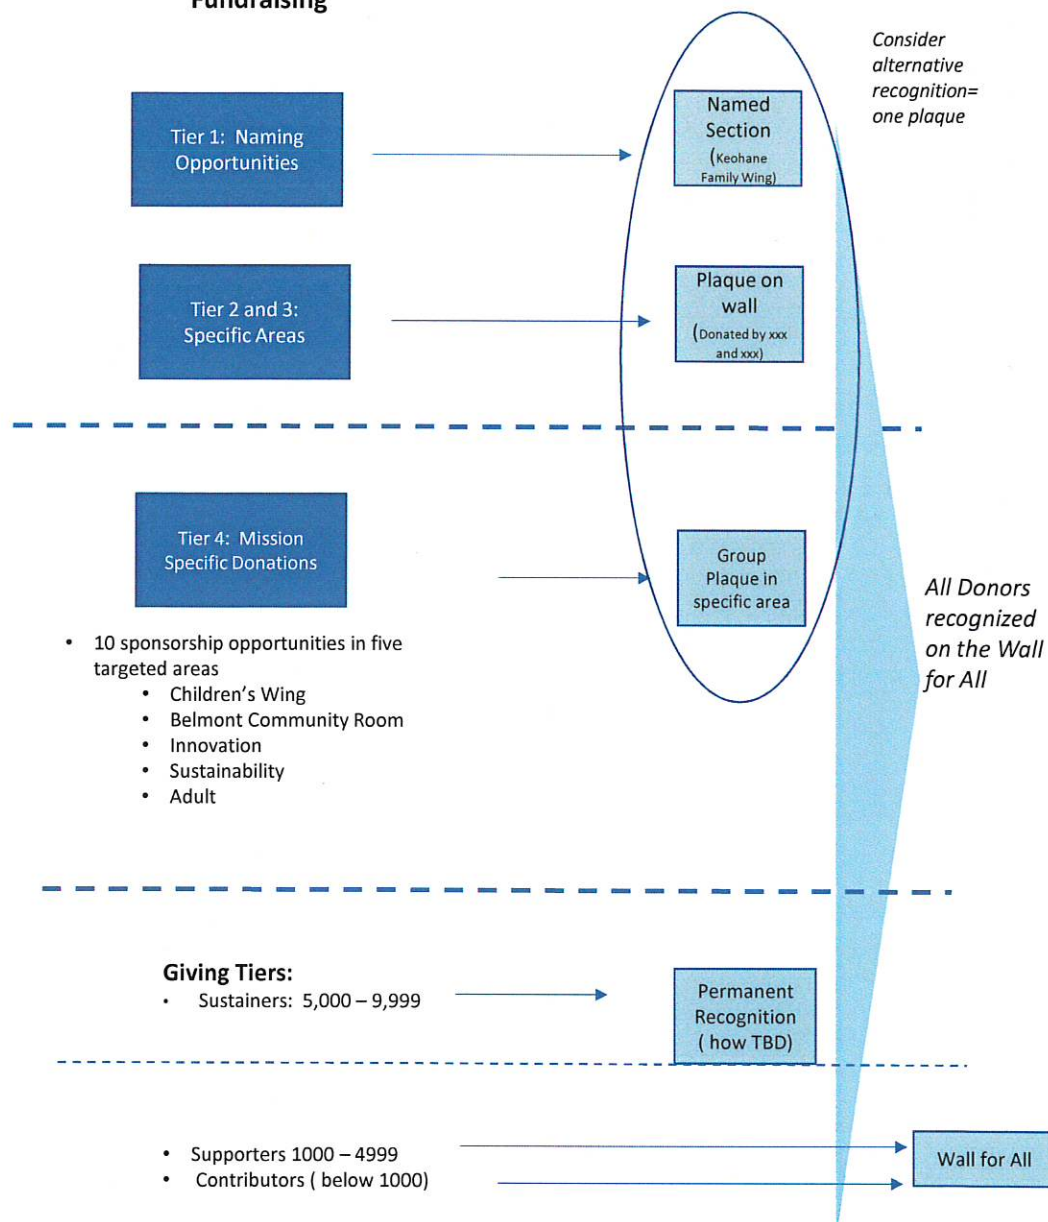 Fundraising
Consider
alternative
recognition=
one plaque
Tier 1: Naming
Opportunities
Named
Section
(Keohane
Family Wing)
Tier 2 and 3:
Specific Areas
Plaque on
wall
(Donated by xxx
and xxx)
Tier 4: Mission
Specific Donations
Group
Plaque in
specific area
All Donors
recognized
on the Wall
for All
• 10 sponsorship opportunities in five
targeted areas
• Children's Wing
• Belmont Community Room
• Innovation
• Sustainability
• Adult
Giving Tiers:
• Sustainers: 5,000 – 9,999
Permanent
Recognition
( how TBD)
• Supporters 1000 – 4999
• Contributors ( below 1000)
Wall for All